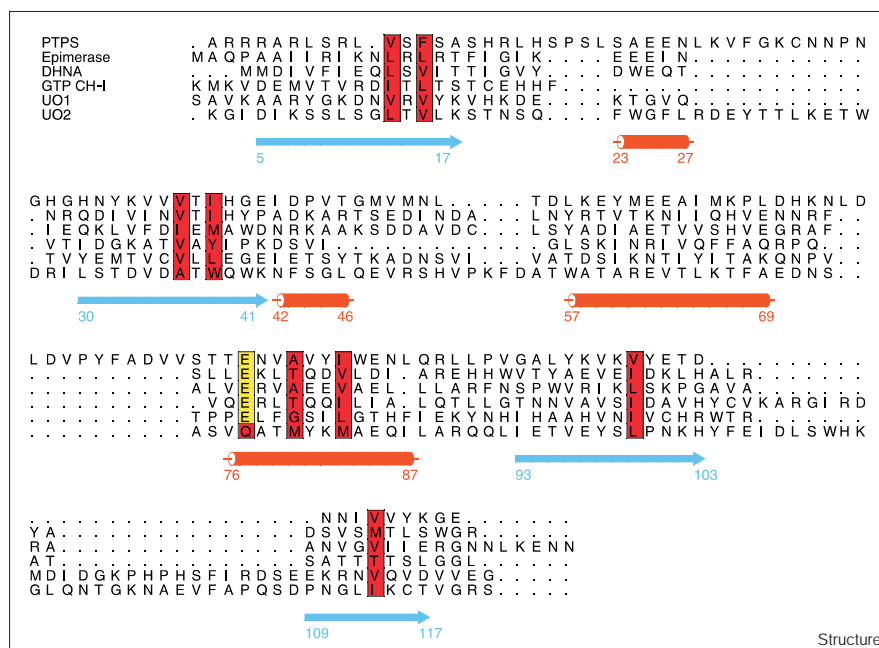 PTPS . A R R R A R L S R L . V S F S A S H R L H S P S L S A E E N L K V F G K C N N P N
Epimerase M A Q P A A I I R I K N L R L R T F I G I K . . . . E E E I N . . . . . . . . . . . .
DHNA . . . M M D I V F I E Q L S V I T T I G V Y . . . . D W E Q T . . . . . . . . . . . .
GTP CH-I K M K V D E M V T V R D I T L T S T C E H H F . . . . . . . . . . . . . . . . . . . .
UO1 S A V K A A R Y G K D N V R V Y K V H K D E . . . . K T G V Q . . . . . . . . . . . .
UO2 . K G I D I K S S L S G L T V L K S T N S Q . . . . F W G F L R D E Y T T L K E T W
5 17 23 27
G H G H N Y K V V V T I H G E I D P V T G M V M N L . . . . T D L K E Y M E E A I M K P L D H K N L D
. N R Q D I V I N V T I H Y P A D K A R T S E D I N D A . . L N Y R T V T K N I I Q H V E N N R F . .
. I E Q K L V F D I E M A W D N R K A A K S D D A V D C . . L S Y A D I A E T V V S H V E G R A F . .
. V T I D G K A T V A Y I P K D S V I . . . . . . . . . . . G L S K I N R I V Q F F A Q R P Q . . .
. T V Y E M T V C V L L E G E I E T S Y T K A D N S V I . . V A T D S I K N T I Y I T A K Q N P V . .
D R I L S T D V D A T W Q W K N F S G L Q E V R S H V P K F D A T W A T A R E V T L K T F A E D N S . .
30 41 42 46 57 69
L D V P Y F A D V V S T T E N V A V Y I W E N L Q R L L P V G A L Y K V K V Y E T D . . . . . . . . .
. . . . . . . . . . S L L E K L T Q D V L D I . A R E H H W V T Y A E V E I D K L H A L R . . . . . . .
. . . . . . . . . . A L V E R V A E E V A E L . L L A R F N S P W V R I K L S K P G A V A . . . . . . .
. . . . . . . . . . V Q E R L T Q Q I L I A . L Q T L L G T N N V A V S I D A V H Y C V K A R G I R D
. . . . . . . . . . T P P E L F G S I L G T H F I E K Y N H I H A A H V N I V C H R W T R . . . . . . .
. . . . . . . . . . A S V Q A T M Y K M A E Q I L A R Q Q L I E T V E Y S L P N K H Y F E I D L S W H K
76 87 93 103
. . . . . . . . . . . . . . . . . . N N I V V Y K G E . . . . . . . .
Y A . . . . . . . . . . . . . . . . D S V S M T L S W G R . . . . . .
R A . . . . . . . . . . . . . . . . A N V G V I I E R G N N L K E N N
A T . . . . . . . . . . . . . . . . S A T T T S L G G L . . . . . . .
M D I D G K P H P H S F I R D S E E K R N V Q V D V V E G . . . . .
G L Q N T G K N A E V F A P Q S D P N G L I K C T V G R S . . . . .
109 117
Structure